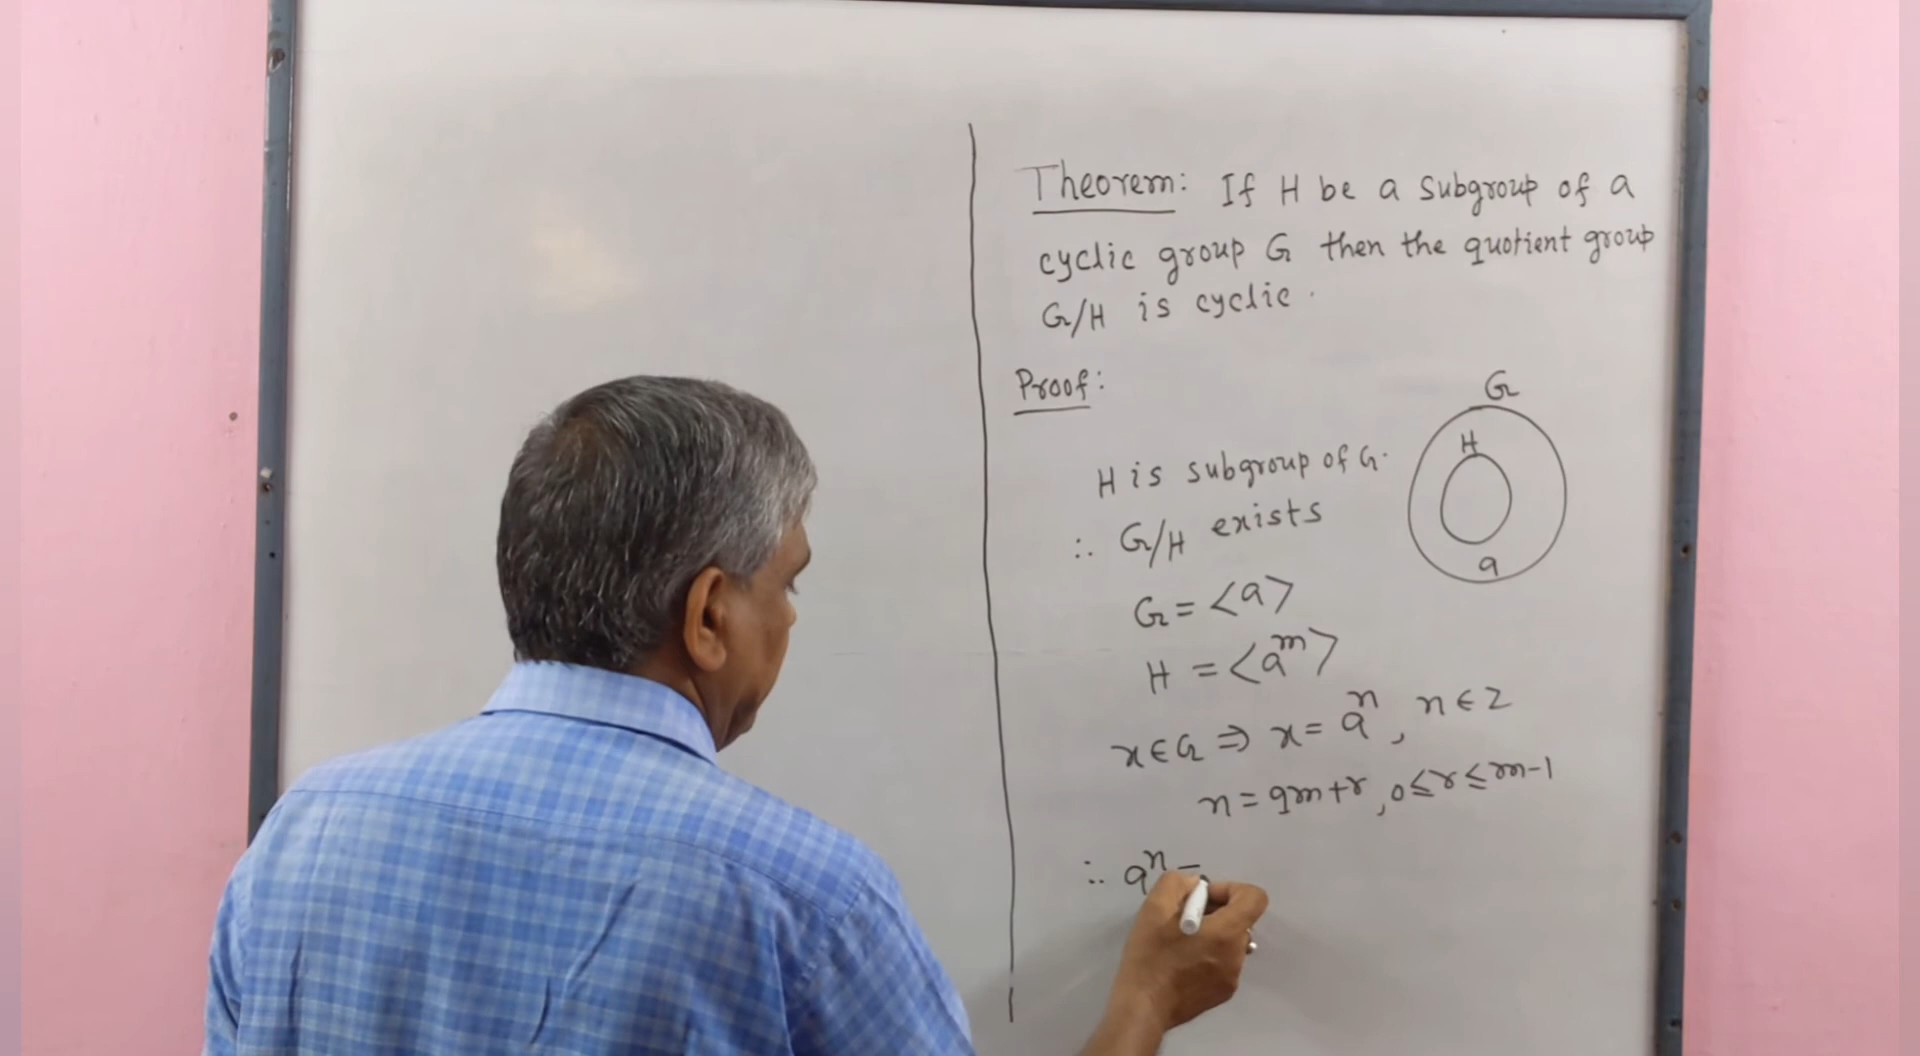 Theorem: If H be a subgroup of a
cyclic group G then the quotient group
G/H is cyclic.
Proof:
G
H
a
H is subgroup of G.
∴ G/H exists
G = <a>
H = <a^m>
x ∈ G ⇒ x = a^n, n ∈ Z
n = qm+r, 0 ≤ r ≤ m-1
∴ a^n =